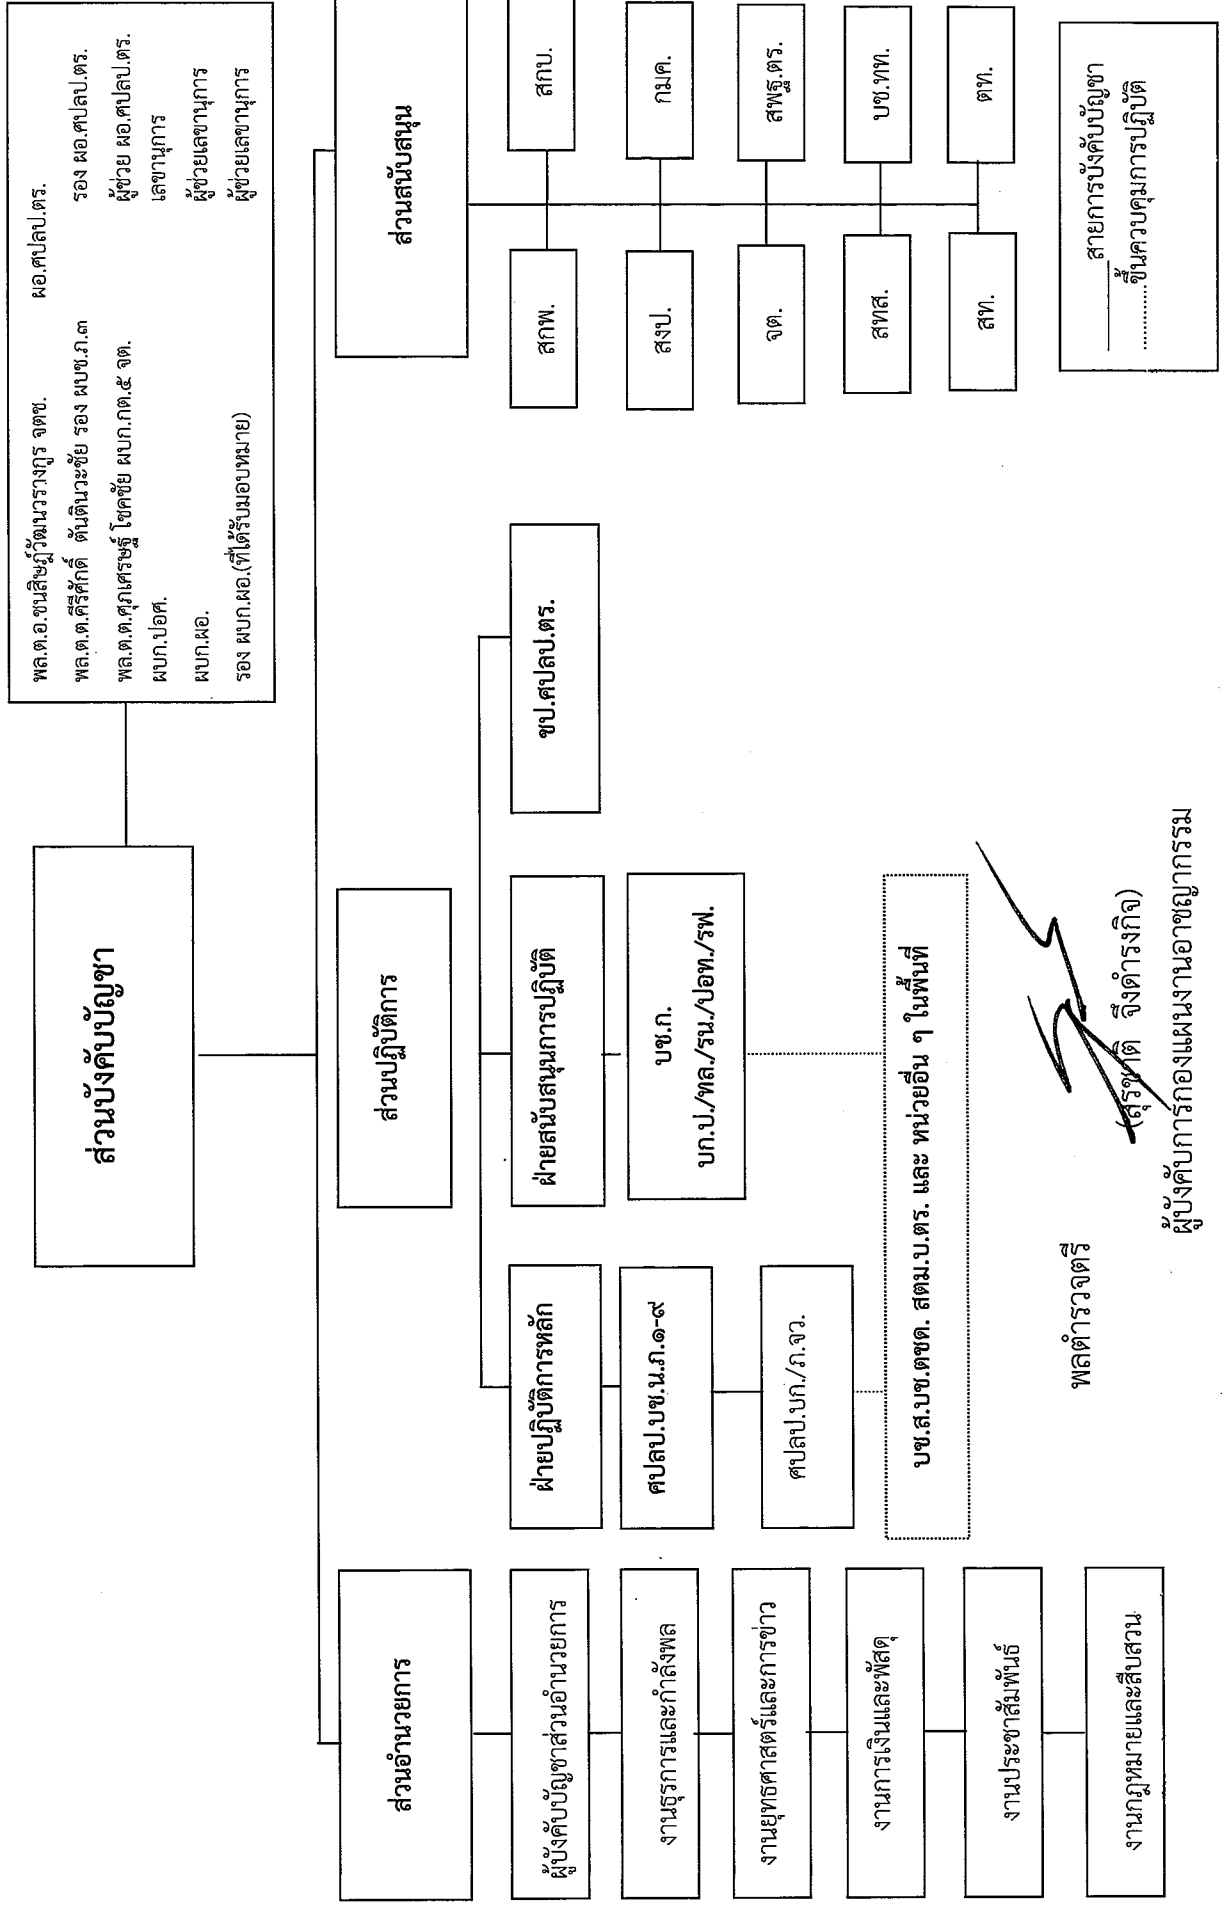 ส่วนบังคับบัญชา
พล.ต.อ.ชนสิษฎ์วัฒนวรางกูร จตช. ผอ.ศปลป.ตร.
พล.ต.ต.คีรีศักดิ์ ตันตินวะชัย รอง ผบช.ภ.๓ รอง ผอ.ศปลป.ตร.
พล.ต.ต.ศุภเศรษฐ์ โชคชัย ผบก.กต.๕ จต. ผู้ช่วย ผอ.ศปลป.ตร.
ผบก.ปอศ. เลขานุการ
ผบก.ผอ. ผู้ช่วยเลขานุการ
รอง ผบก.ผอ.(ที่ได้รับมอบหมาย) ผู้ช่วยเลขานุการ
ส่วนอำนวยการ
ผู้บังคับบัญชาส่วนอำนวยการ
งานธุรการและกำลังพล
งานยุทธศาสตร์และการข่าว
งานการเงินและพัสดุ
งานประชาสัมพันธ์
งานกฎหมายและสืบสวน
ส่วนปฏิบัติการ
ฝ่ายปฏิบัติการหลัก
ศปลป.บช.น.ภ.๑-๙
ศปลป.บก./ภ.จว.
ฝ่ายสนับสนุนการปฏิบัติ
บช.ก.
บก.ป./ทล./รน./ปอท./รฟ.
ชป.ศปลป.ตร.
บช.ส.บช.ตชด. สตม.บ.ตร. และ หน่วยอื่น ๆ ในพื้นที่
ส่วนสนับสนุน
สกพ.
สกบ.
สงป.
กมค.
จต.
สพฐ.ตร.
สทส.
บช.ทท.
สท.
ตท.
สายการบังคับบัญชา
.............ขึ้นควบคุมการปฏิบัติ
พลตำรวจตรี
(สุรชาติ จึงดำรงกิจ)
ผู้บังคับการกองแผนงานอาชญากรรม